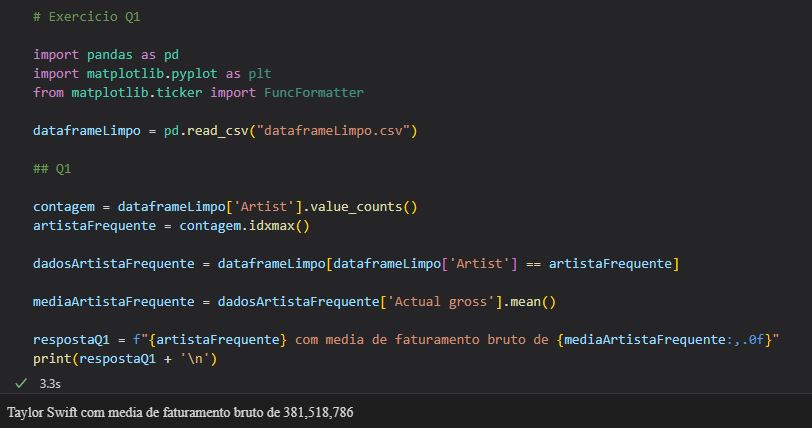 # Exercicio Q1
import pandas as pd
import matplotlib.pyplot as plt
from matplotlib.ticker import FuncFormatter
dataframeLimpo = pd.read_csv("dataframeLimpo.csv")
## Q1
contagem = dataframeLimpo['Artist'].value_counts()
artistaFrequente = contagem.idxmax()
dadosArtistaFrequente = dataframeLimpo[dataframeLimpo['Artist'] == artistaFrequente]
mediaArtistaFrequente = dadosArtistaFrequente['Actual gross'].mean()
respostaQ1 = f"{artistaFrequente} com media de faturamento bruto de {mediaArtistaFrequente:,.0f}"
print(respostaQ1 + '\n')
3.3s
Taylor Swift com media de faturamento bruto de 381,518,786